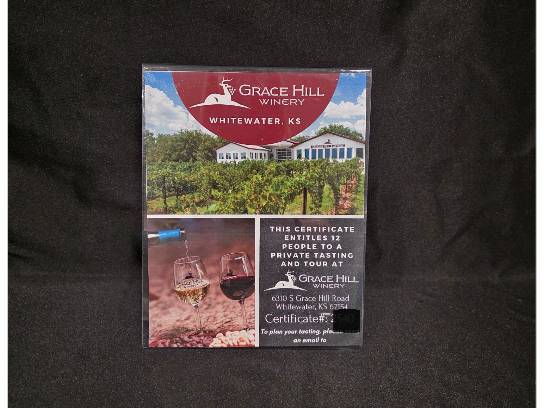 GRACE HILL
WINERY
WHITEWATER, KS
THIS CERTIFICATE
ENTITLES 12
PEOPLE TO A
PRIVATE TASTING
AND TOUR AT
GRACE HILL
WINERY
6310 S Grace Hill Road
Whitewater, KS 67154
Certificate#:
To plan your tasting,
an email to